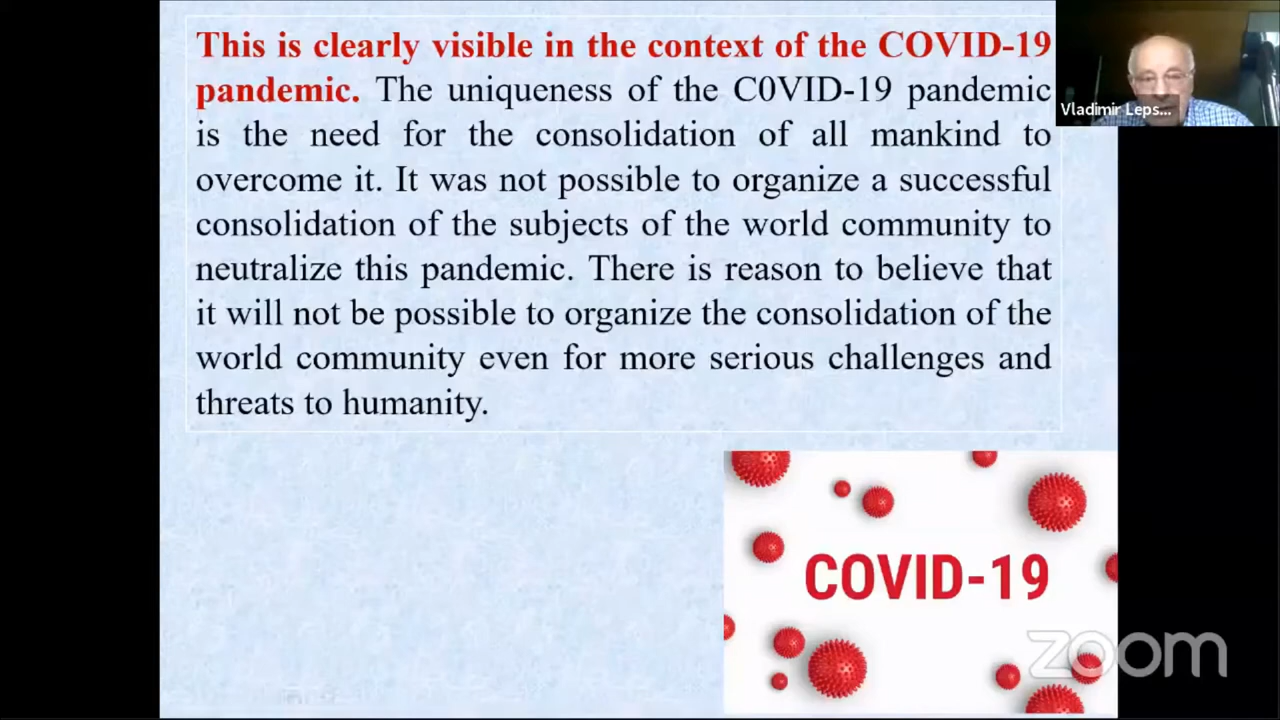 This is clearly visible in the context of the COVID-19
pandemic. The uniqueness of the C0VID-19 pandemic
is the need for the consolidation of all mankind to
overcome it. It was not possible to organize a successful
consolidation of the subjects of the world community to
neutralize this pandemic. There is reason to believe that
it will not be possible to organize the consolidation of the
world community even for more serious challenges and
threats to humanity.
Vladimir Leps...
COVID-19
zoom